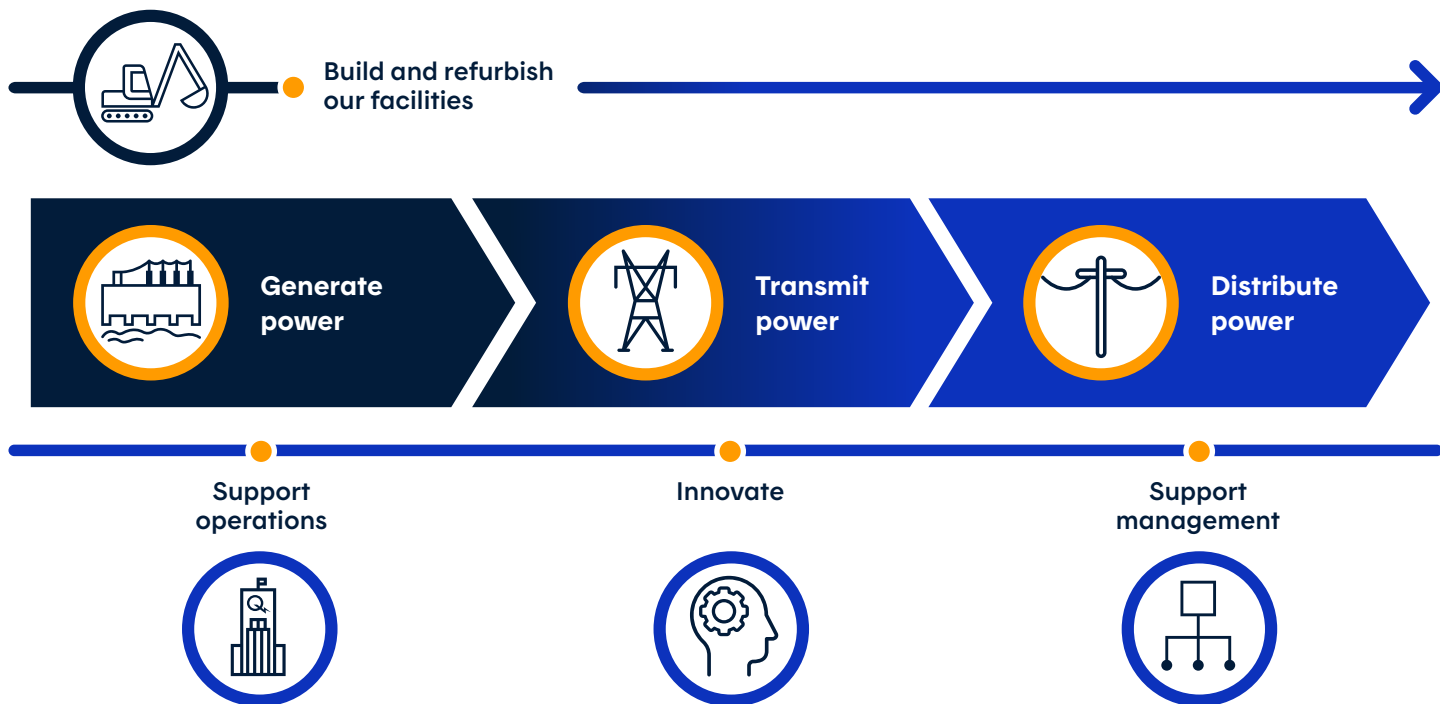 Build and refurbish
our facilities
Generate
power
Transmit
power
Distribute
power
Support
operations
Innovate
Support
management